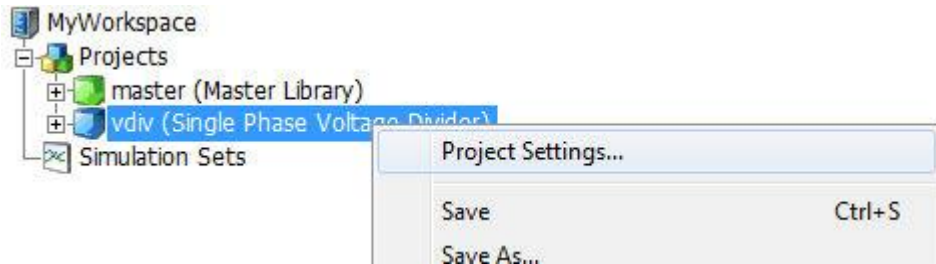 MyWorkspace
Projects
master (Master Library)
vdiv (Single Phase Voltage Divider)
Simulation Sets
Project Settings...
Save Ctrl+S
Save As...